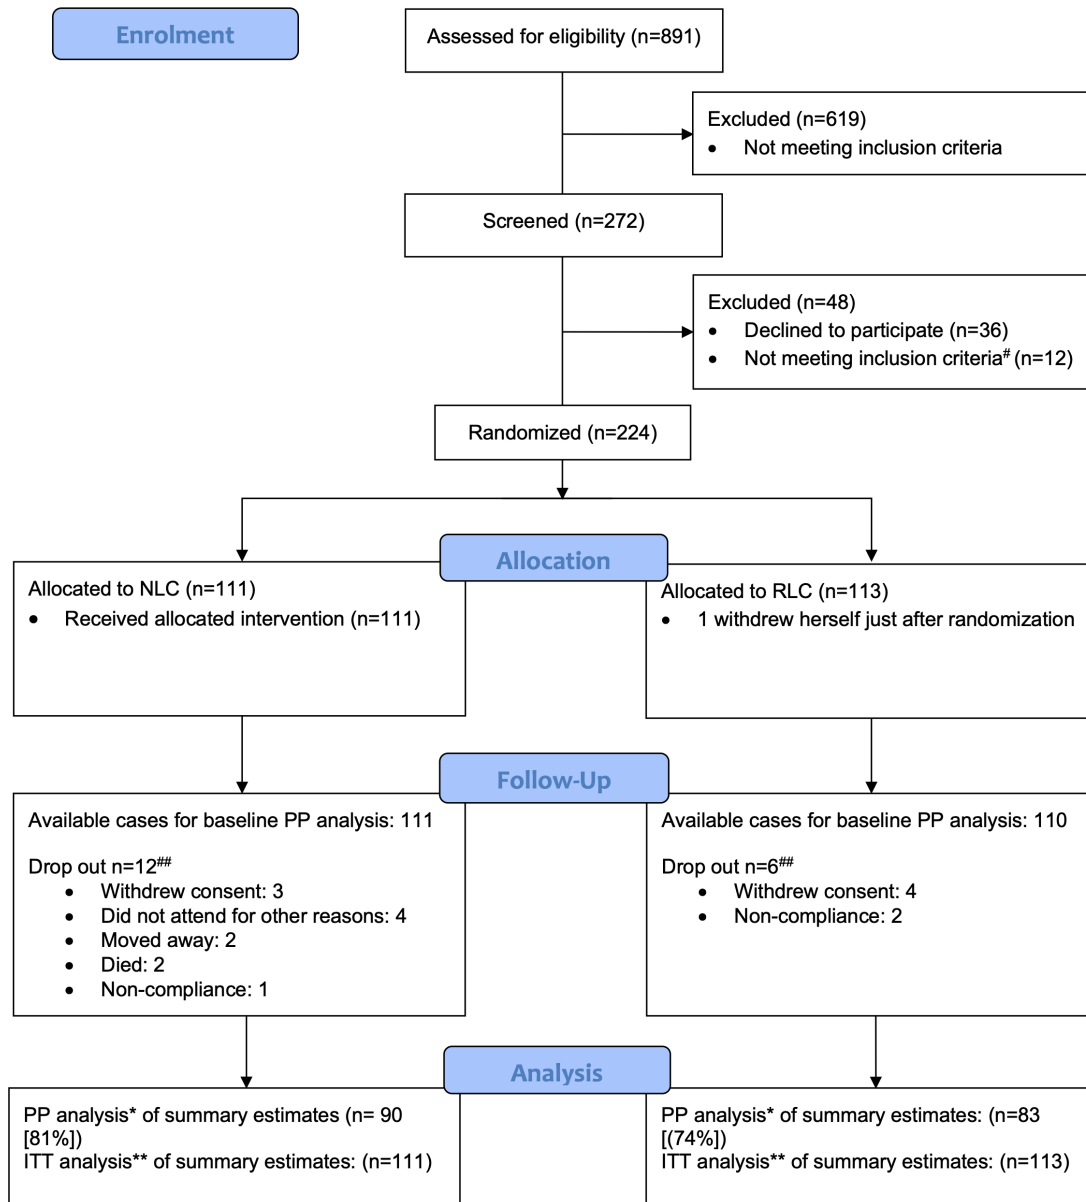 Enrolment
Assessed for eligibility (n=891)
Excluded (n=619)
• Not meeting inclusion criteria
Screened (n=272)
Excluded (n=48)
• Declined to participate (n=36)
• Not meeting inclusion criteria# (n=12)
Randomized (n=224)
Allocation
Allocated to NLC (n=111)
• Received allocated intervention (n=111)
Allocated to RLC (n=113)
• 1 withdrew herself just after randomization
Follow-Up
Available cases for baseline PP analysis: 111
Drop out n=12##
• Withdrew consent: 3
• Did not attend for other reasons: 4
• Moved away: 2
• Died: 2
• Non-compliance: 1
Available cases for baseline PP analysis: 110
Drop out n=6##
• Withdrew consent: 4
• Non-compliance: 2
Analysis
PP analysis* of summary estimates (n= 90
[81%])
ITT analysis** of summary estimates: (n=111)
PP analysis* of summary estimates: (n=83
[(74%])
ITT analysis** of summary estimates: (n=113)